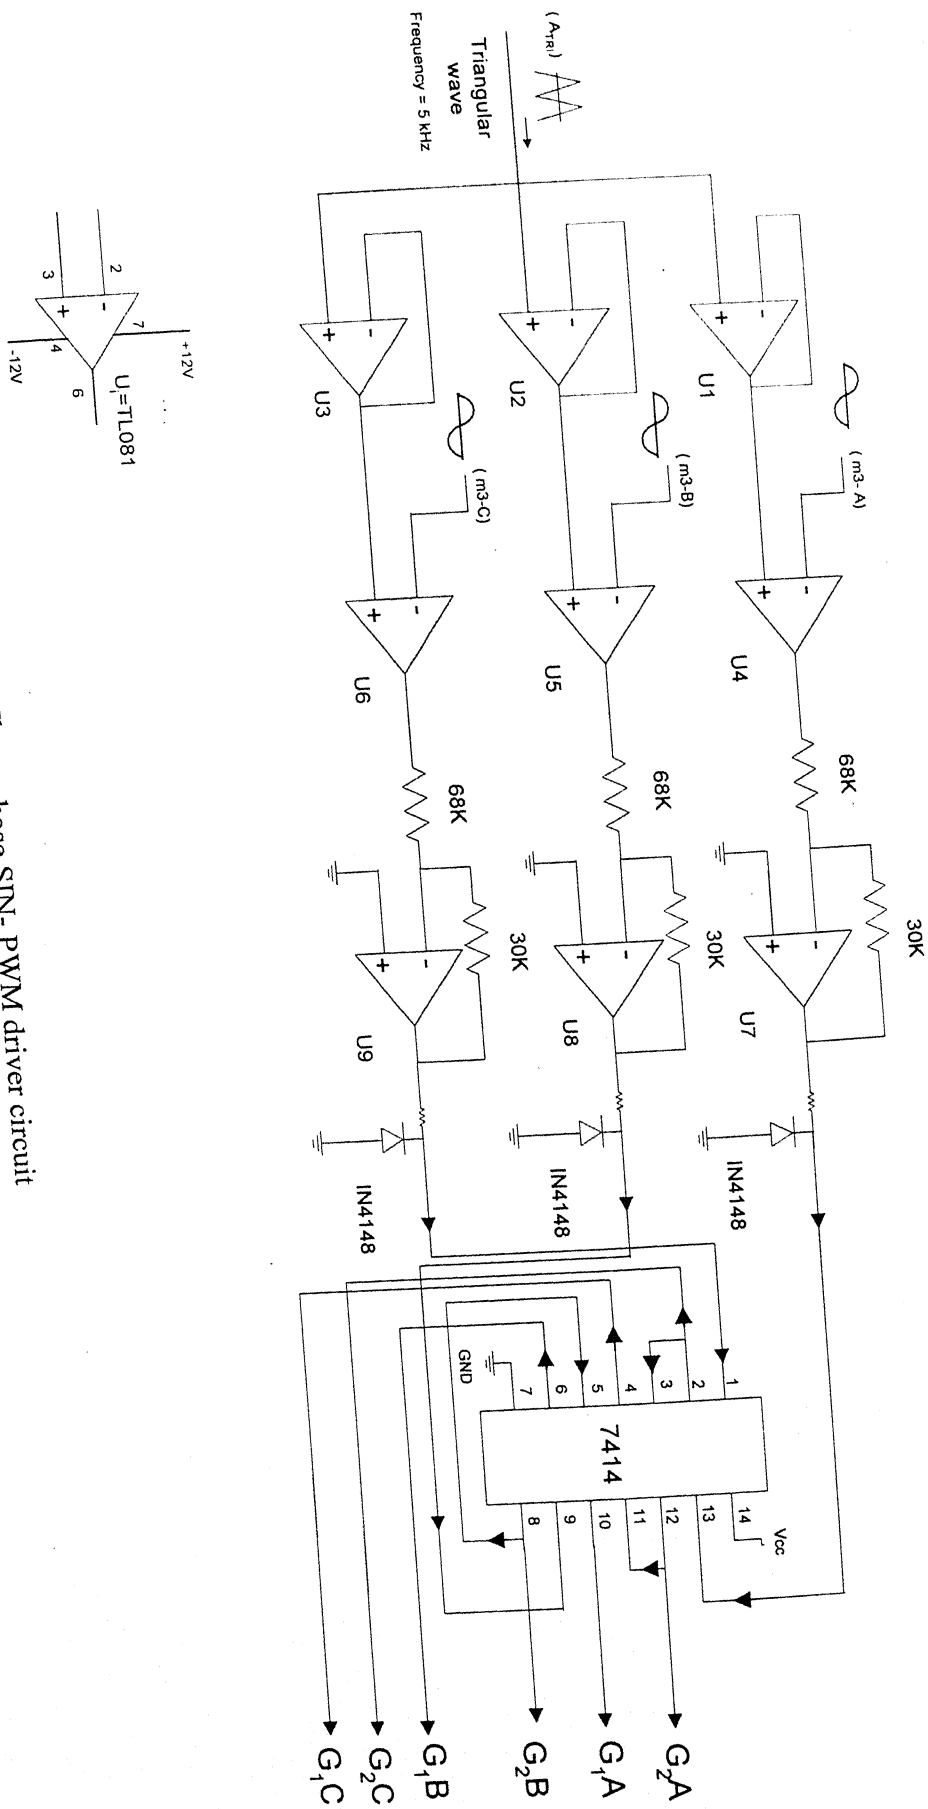 ( A_TRI )
Triangular
wave
Frequency = 5 kHz
+
-
U1
+
-
U2
+
-
U3
( m3- A)
( m3-B)
( m3-C)
+
-
U4
+
-
U5
+
-
U6
68K
68K
68K
30K
30K
30K
+
-
U7
+
-
U8
+
-
U9
IN4148
IN4148
IN4148
1
2
3
4
5
6
7
GND
7414
14
13
12
11
10
9
8
Vcc
G₂A
G₁A
G₂B
G₁B
G₂C
G₁C
2
3
-
+
7
+12V
4
-12V
6
Uᵢ=TL081
SIN- PWM driver circuit